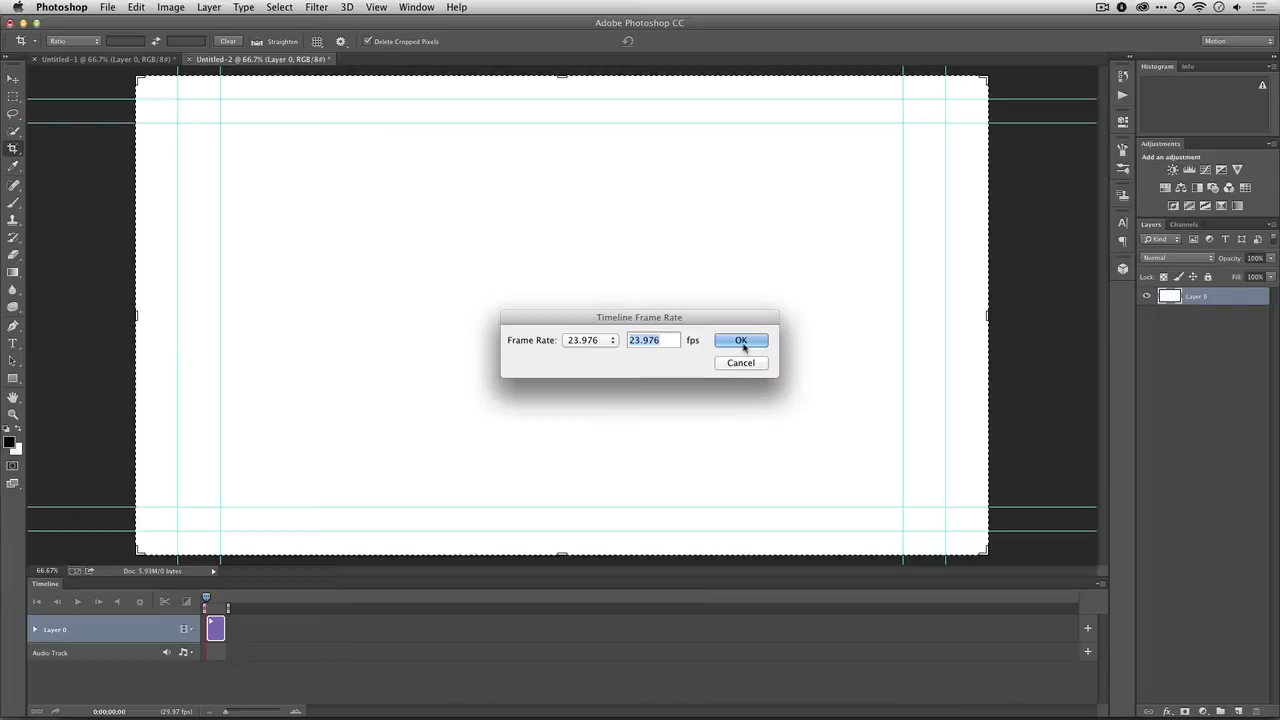 Photoshop File Edit Image Layer Type Select Filter 3D View Window Help
Adobe Photoshop CC
Ratio Clear Straighten Delete Cropped Pixels Motion
Untitled-1 @ 66.7% (Layer 0, RGB/8#) * Untitled-2 @ 66.7% (Layer 0, RGB/8#) *
Histogram Info
Adjustments
Add an adjustment
Layers Channels
Kind
Normal Opacity: 100%
Lock: Fill: 100%
Layer 0
Timeline Frame Rate
Frame Rate: 23.976 23.976 fps OK
Cancel
66.67% Doc: 5.93M/0 bytes
Timeline
Layer 0
Audio Track
0:00:00;00 (29.97 fps)